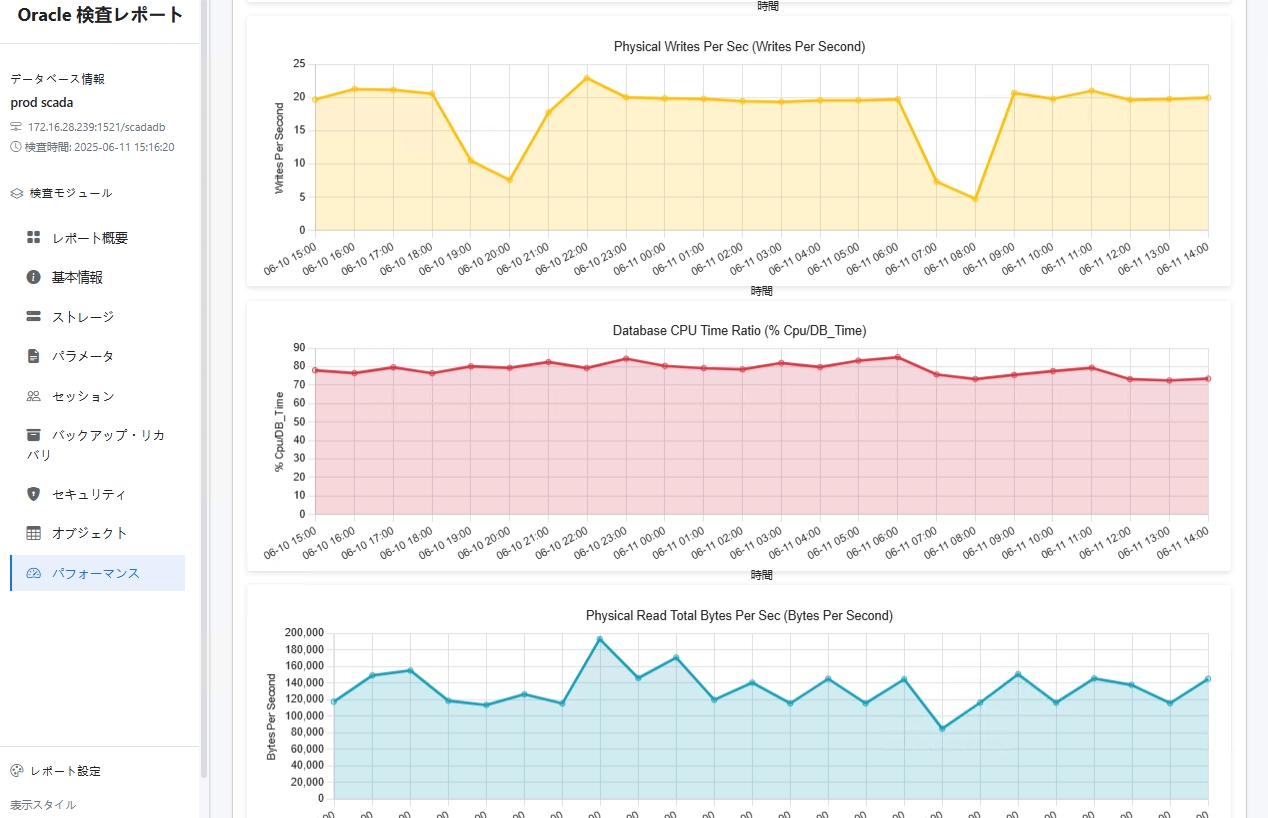 Oracle 検査レポート
データベース情報
prod scada
172.16.28.239:1521/scadadb
検査時間: 2025-06-11 15:16:20
検査モジュール
レポート概要
基本情報
ストレージ
パラメータ
セッション
バックアップ・リカ
バリ
セキュリティ
オブジェクト
パフォーマンス
レポート設定
表示スタイル
時間
Physical Writes Per Sec (Writes Per Second)
Writes Per Second
25
20
15
10
5
0
06-10 15:00 06-10 16:00 06-10 17:00 06-10 18:00 06-10 19:00 06-10 20:00 06-10 21:00 06-10 22:00 06-10 23:00 06-11 00:00 06-11 01:00 06-11 02:00 06-11 03:00 06-11 04:00 06-11 05:00 06-11 06:00 06-11 07:00 06-11 08:00 06-11 09:00 06-11 10:00 06-11 11:00 06-11 12:00 06-11 13:00 06-11 14:00
時間
Database CPU Time Ratio (% Cpu/DB_Time)
% Cpu/DB_Time
90
80
70
60
50
40
30
20
10
0
06-10 15:00 06-10 16:00 06-10 17:00 06-10 18:00 06-10 19:00 06-10 20:00 06-10 21:00 06-10 22:00 06-10 23:00 06-11 00:00 06-11 01:00 06-11 02:00 06-11 03:00 06-11 04:00 06-11 05:00 06-11 06:00 06-11 07:00 06-11 08:00 06-11 09:00 06-11 10:00 06-11 11:00 06-11 12:00 06-11 13:00 06-11 14:00
時間
Physical Read Total Bytes Per Sec (Bytes Per Second)
Bytes Per Second
200,000
180,000
160,000
140,000
120,000
100,000
80,000
60,000
40,000
20,000
0